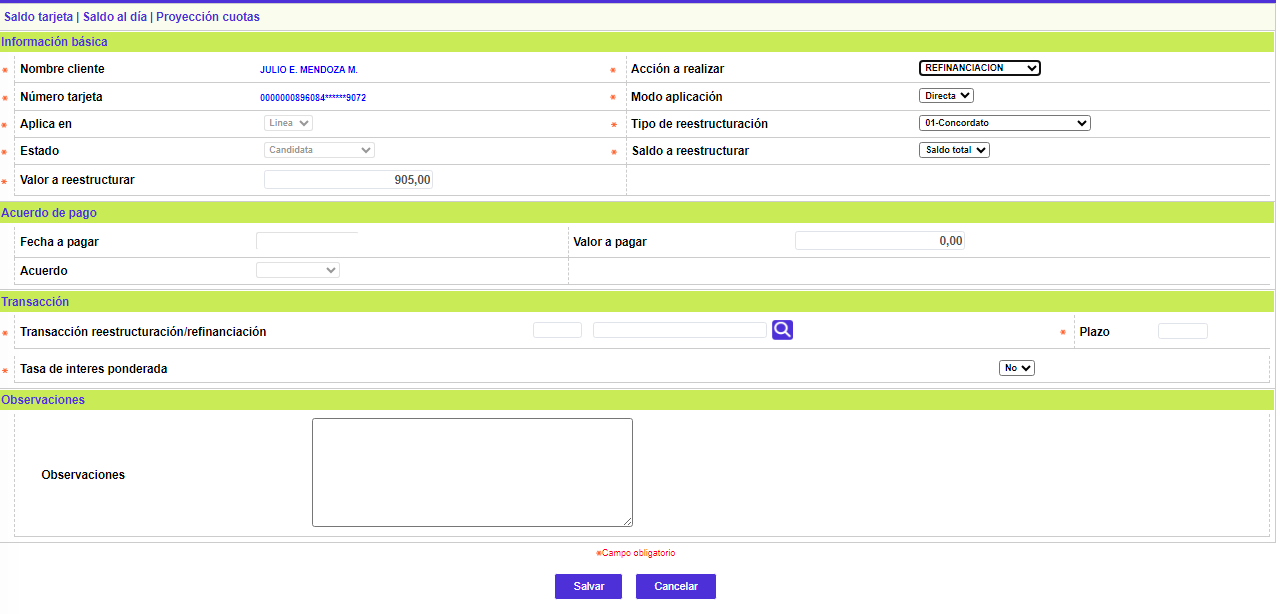 Saldo tarjeta | Saldo al día | Proyección cuotas
Información básica
* Nombre cliente JULIO E. MENDOZA M. * Acción a realizar REFINANCIACION
* Número tarjeta 0000000896084******9072 * Modo aplicación Directa
* Aplica en Linea * Tipo de reestructuración 01-Concordato
* Estado Candidata * Saldo a reestructurar Saldo total
* Valor a reestructurar 905,00
Acuerdo de pago
Fecha a pagar Valor a pagar 0,00
Acuerdo
Transacción
* Transacción reestructuración/refinanciación * Plazo
* Tasa de interes ponderada No
Observaciones
Observaciones
*Campo obligatorio
Salvar Cancelar